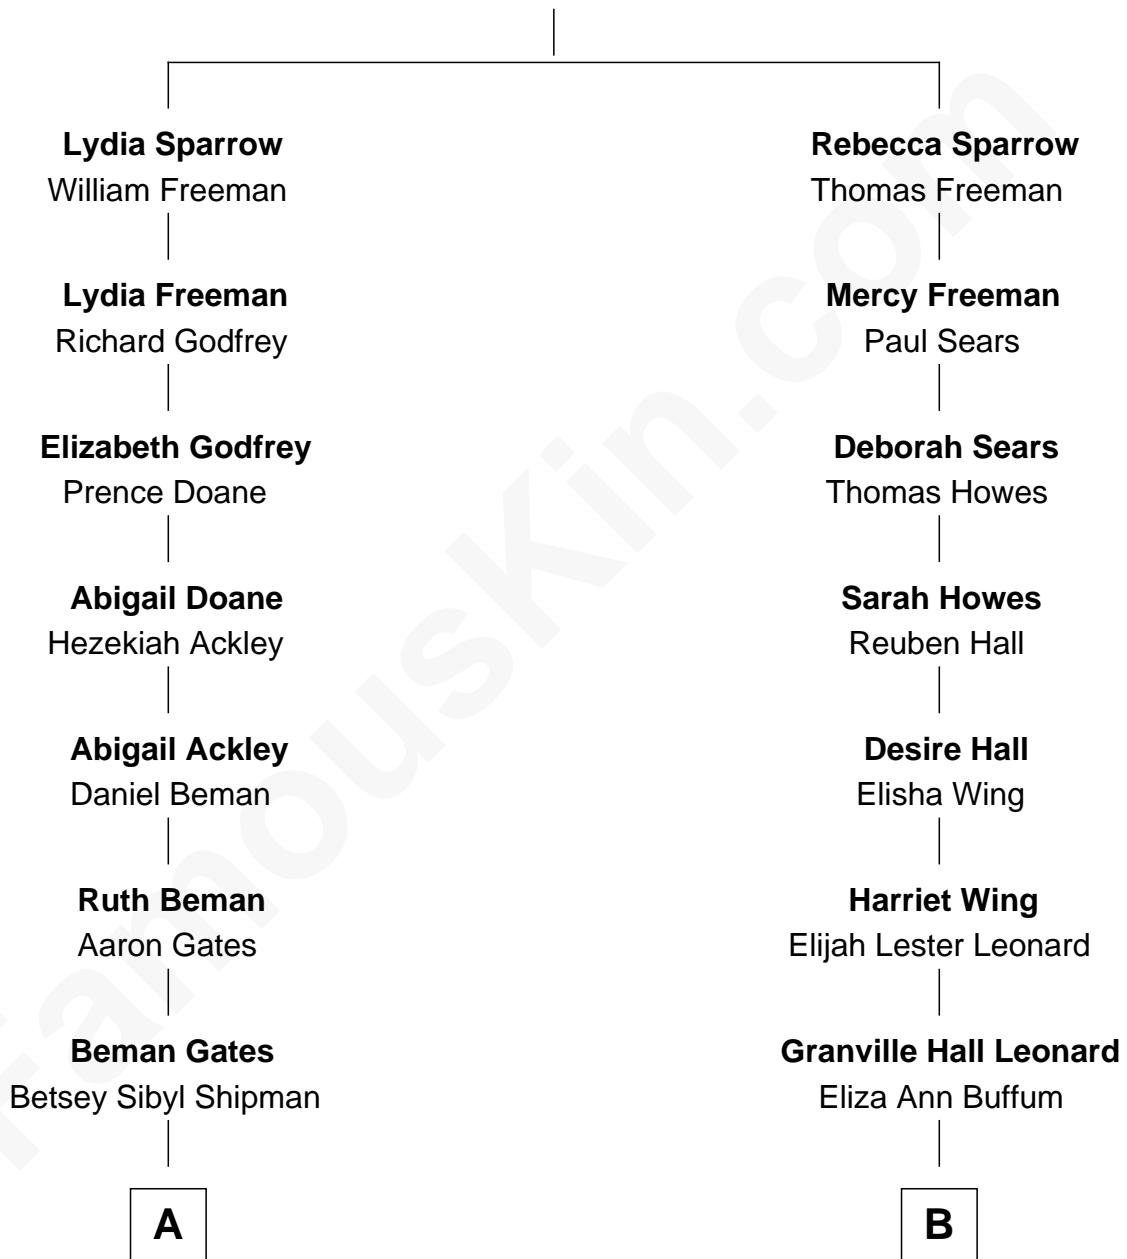 Lydia Sparrow
William Freeman
Rebecca Sparrow
Thomas Freeman
Lydia Freeman
Richard Godfrey
Mercy Freeman
Paul Sears
Elizabeth Godfrey
Prence Doane
Deborah Sears
Thomas Howes
Abigail Doane
Hezekiah Ackley
Sarah Howes
Reuben Hall
Abigail Ackley
Daniel Beman
Desire Hall
Elisha Wing
Ruth Beman
Aaron Gates
Harriet Wing
Elijah Lester Leonard
Beman Gates
Betsey Sibyl Shipman
Granville Hall Leonard
Eliza Ann Buffum
A
B
FamousKin.com